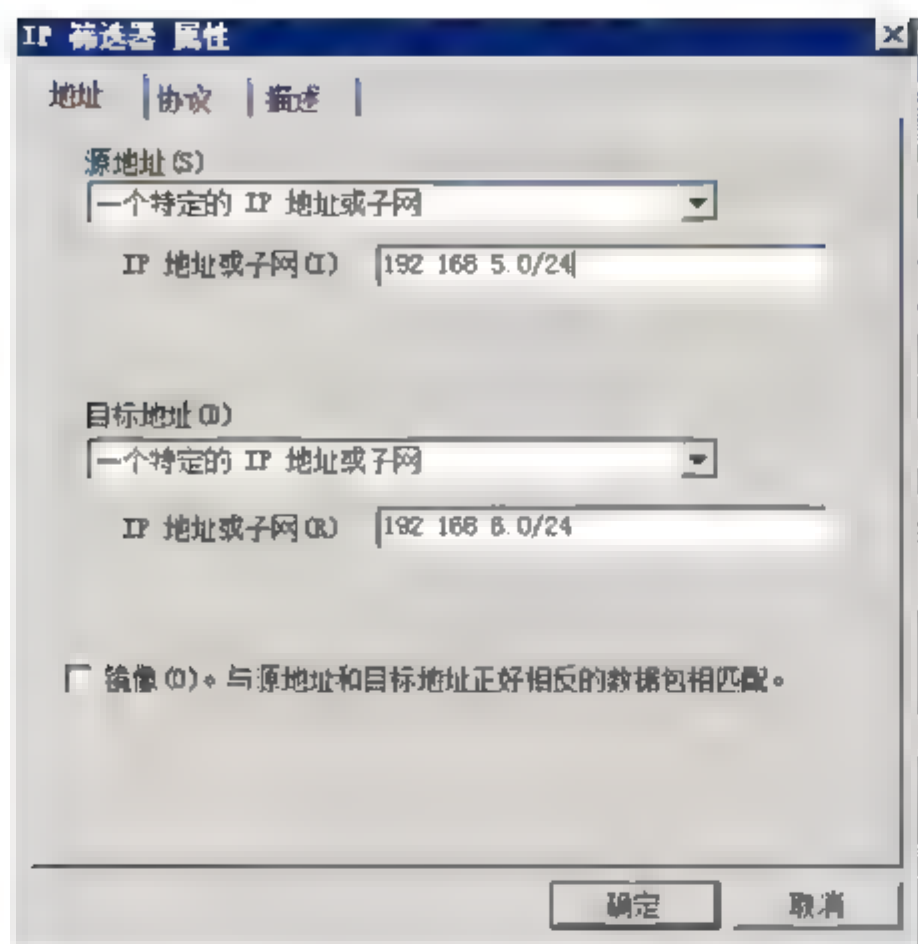 IP 筛选器 属性
地址 协议 描述
源地址(S)
一个特定的 IP 地址或子网
IP 地址或子网(I) 192 168 5.0/24
目标地址(D)
一个特定的 IP 地址或子网
IP 地址或子网(R) 192 168 6.0/24
镜像(O)。与源地址和目标地址正好相反的数据包相匹配。
确定 取消